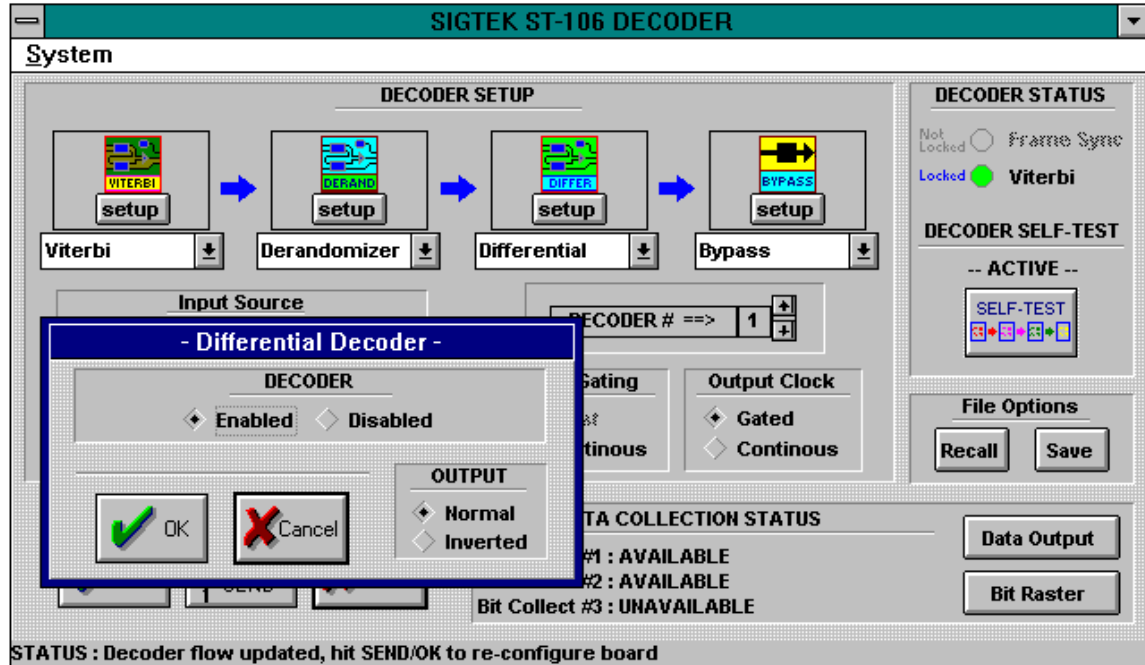 SIGTEK ST-106 DECODER
System
DECODER SETUP
VITERBI
setup
Viterbi
DERAND
setup
Derandomizer
DIFFER
setup
Differential
BYPASS
setup
Bypass
DECODER STATUS
Not Locked Frame Sync
Locked Viterbi
DECODER SELF-TEST
-- ACTIVE --
SELF-TEST
Input Source
DECODER # ==> 1
- Differential Decoder -
DECODER
Enabled Disabled
OUTPUT
Normal
Inverted
OK
Cancel
Gating
tinous
Output Clock
Gated
Continous
File Options
Recall Save
TA COLLECTION STATUS
#1 : AVAILABLE
#2 : AVAILABLE
Bit Collect #3 : UNAVAILABLE
Data Output
Bit Raster
SEND
STATUS : Decoder flow updated, hit SEND/OK to re-configure board